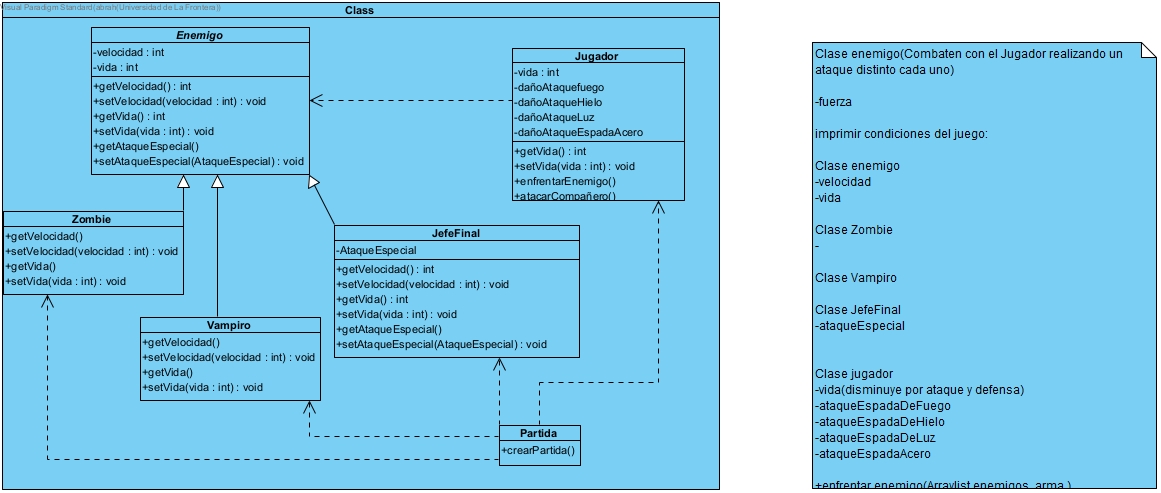 Visual Paradigm Standard(abrah(Universidad de La Frontera))
Class
Enemigo
-velocidad : int
-vida : int
+getVelocidad() : int
+setVelocidad(velocidad : int) : void
+getVida() : int
+setVida(vida : int) : void
+getAtaqueEspecial()
+setAtaqueEspecial(AtaqueEspecial) : void
Jugador
-vida : int
-dañoAtaquefuego
-dañoAtaqueHielo
-dañoAtaqueLuz
-dañoAtaqueEspadaAcero
+getVida() : int
+setVida(vida : int) : void
+enfrentarEnemigo()
+atacarCompañero()
Zombie
+getVelocidad()
+setVelocidad(velocidad : int) : void
+getVida()
+setVida(vida : int) : void
JefeFinal
-AtaqueEspecial
+getVelocidad() : int
+setVelocidad(velocidad : int) : void
+getVida() : int
+setVida(vida : int) : void
+getAtaqueEspecial()
+setAtaqueEspecial(AtaqueEspecial) : void
Vampiro
+getVelocidad()
+setVelocidad(velocidad : int) : void
+getVida()
+setVida(vida : int) : void
Partida
+crearPartida()
Clase enemigo(Combaten con el Jugador realizando un
ataque distinto cada uno)
-fuerza
imprimir condiciones del juego:
Clase enemigo
-velocidad
-vida
Clase Zombie
-
Clase Vampiro
Clase JefeFinal
-ataqueEspecial
Clase jugador
-vida(disminuye por ataque y defensa)
-ataqueEspadaDeFuego
-ataqueEspadaDeHielo
-ataqueEspadaDeLuz
-ataqueEspadaAcero
+enfrentar enemigo(Arraylist enemigos, arma )